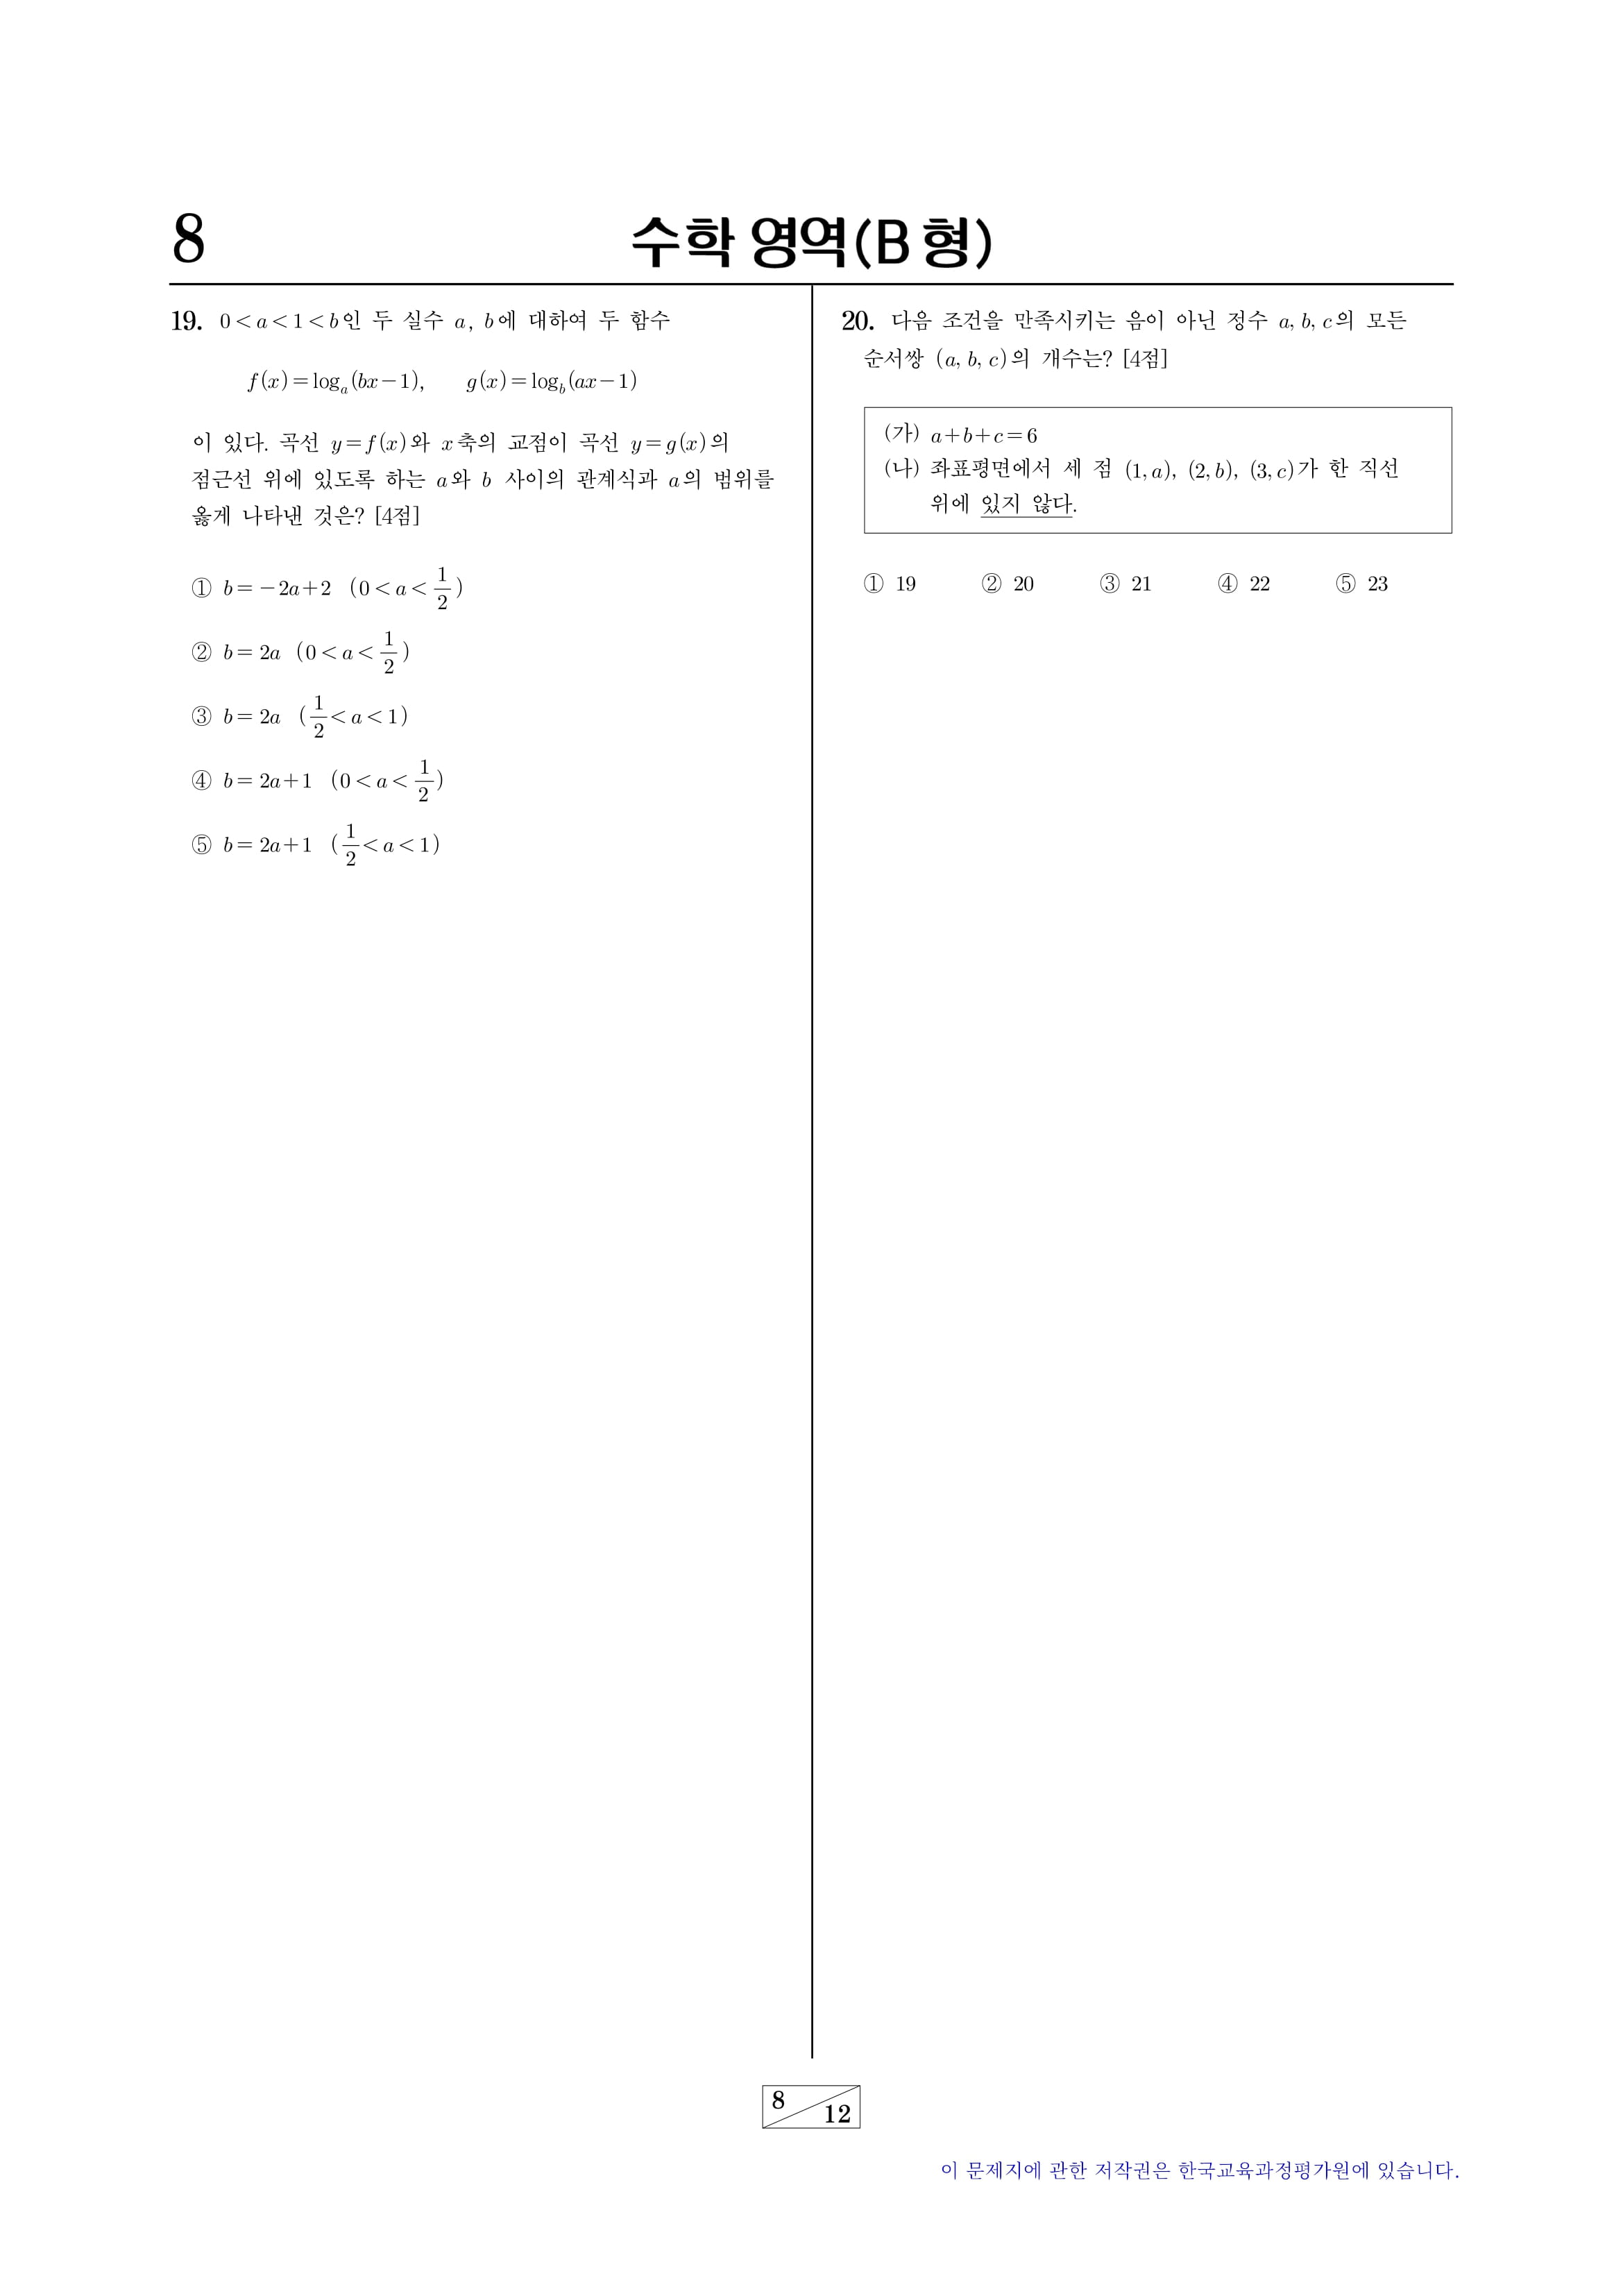 8
수학 영역(B 형)
19. 0 < a < 1 < b인 두 실수 a, b에 대하여 두 함수
f(x) = logₐ(bx − 1), g(x) = log_b(ax − 1)
이 있다. 곡선 y = f(x)와 x축의 교점이 곡선 y = g(x)의
점근선 위에 있도록 하는 a와 b 사이의 관계식과 a의 범위를
옳게 나타낸 것은? [4점]
① b = −2a + 2 (0 < a < 1/2)
② b = 2a (0 < a < 1/2)
③ b = 2a (1/2 < a < 1)
④ b = 2a + 1 (0 < a < 1/2)
⑤ b = 2a + 1 (1/2 < a < 1)
20. 다음 조건을 만족시키는 음이 아닌 정수 a, b, c의 모든
순서쌍 (a, b, c)의 개수는? [4점]
(가) a + b + c = 6
(나) 좌표평면에서 세 점 (1, a), (2, b), (3, c)가 한 직선
위에 있지 않다.
① 19 ② 20 ③ 21 ④ 22 ⑤ 23
8
12
이 문제지에 관한 저작권은 한국교육과정평가원에 있습니다.